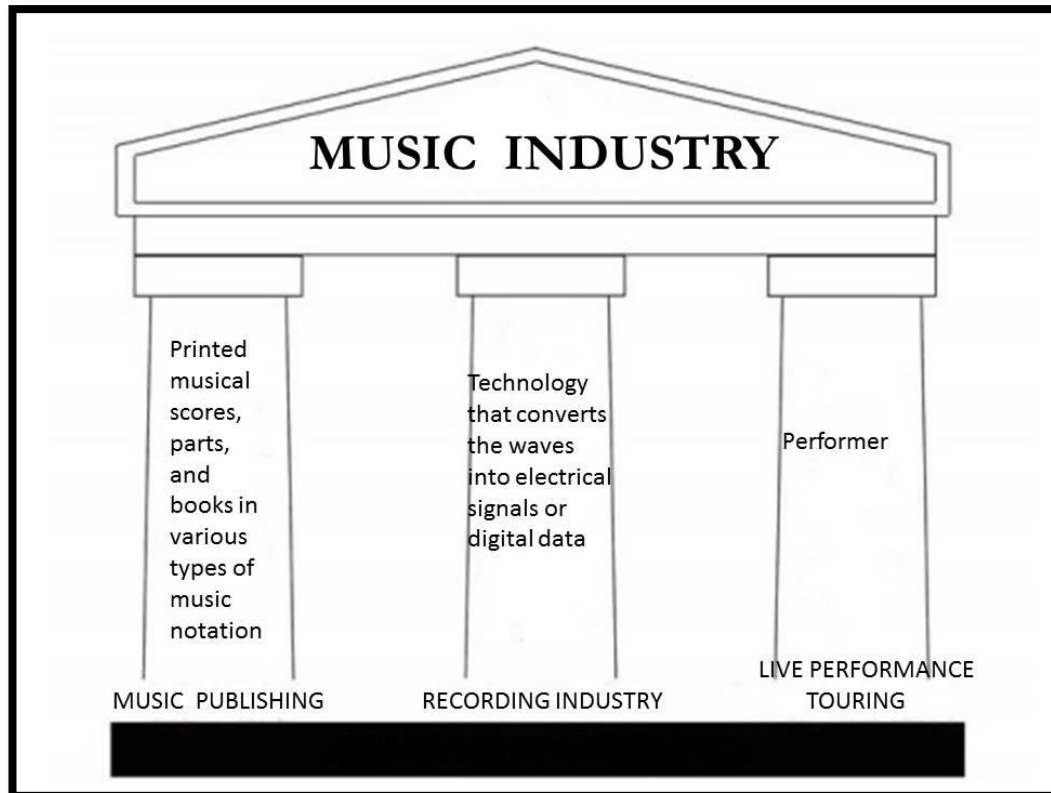 MUSIC INDUSTRY
Printed
musical
scores,
parts,
and
books in
various
types of
music
notation
Technology
that converts
the waves
into electrical
signals or
digital data
Performer
MUSIC PUBLISHING
RECORDING INDUSTRY
LIVE PERFORMANCE
TOURING